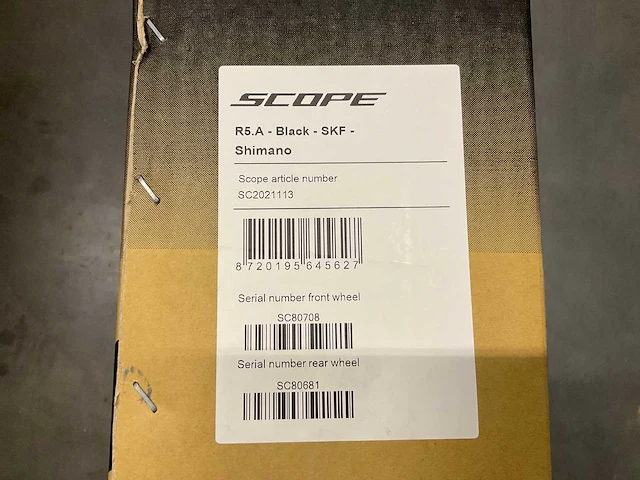 SCOPE
R5.A - Black - SKF -
Shimano
Scope article number
SC2021113
8 720195 645627
Serial number front wheel
SC80708
Serial number rear wheel
SC80681